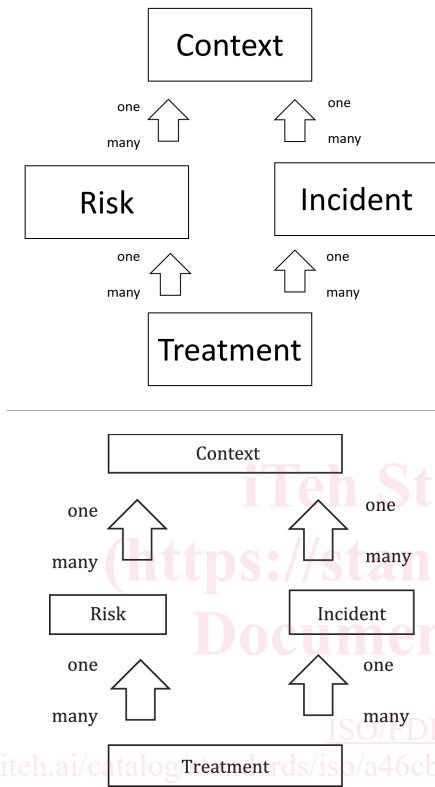 Context
one one
many many
Risk Incident
one one
many many
Treatment
Context
iTeh St
one one
many many
(https://stan
Risk Incident
Documen
one one
many many
ISO/FD
Treatment
iteh.ai/catalog/standards/iso/a46cb